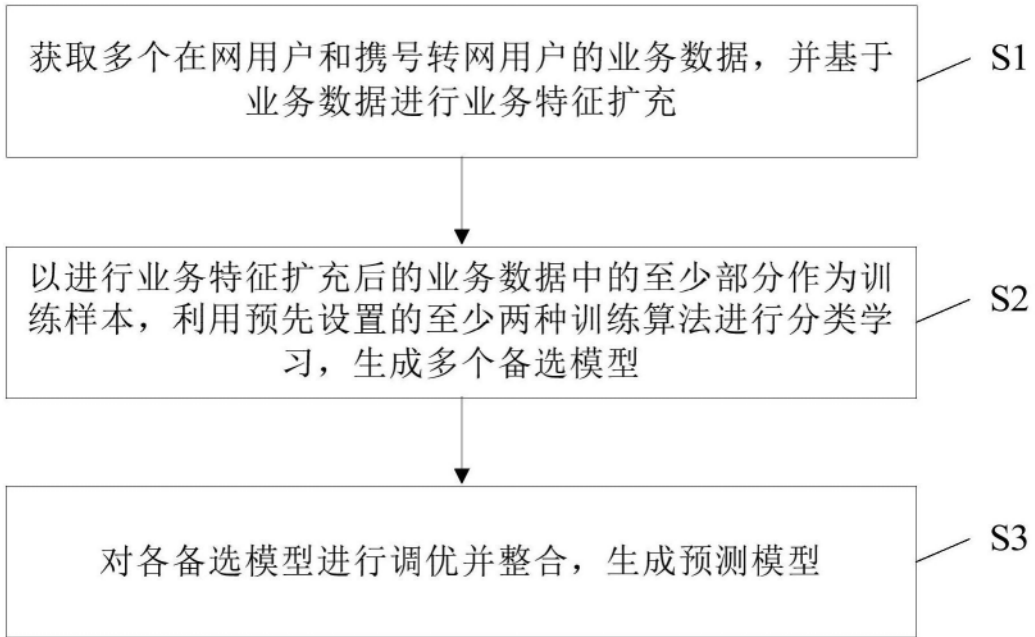 获取多个在网用户和携号转网用户的业务数据，并基于
业务数据进行业务特征扩充
S1
以进行业务特征扩充后的业务数据中的至少部分作为训
练样本，利用预先设置的至少两种训练算法进行分类学
习，生成多个备选模型
S2
对各备选模型进行调优并整合，生成预测模型
S3